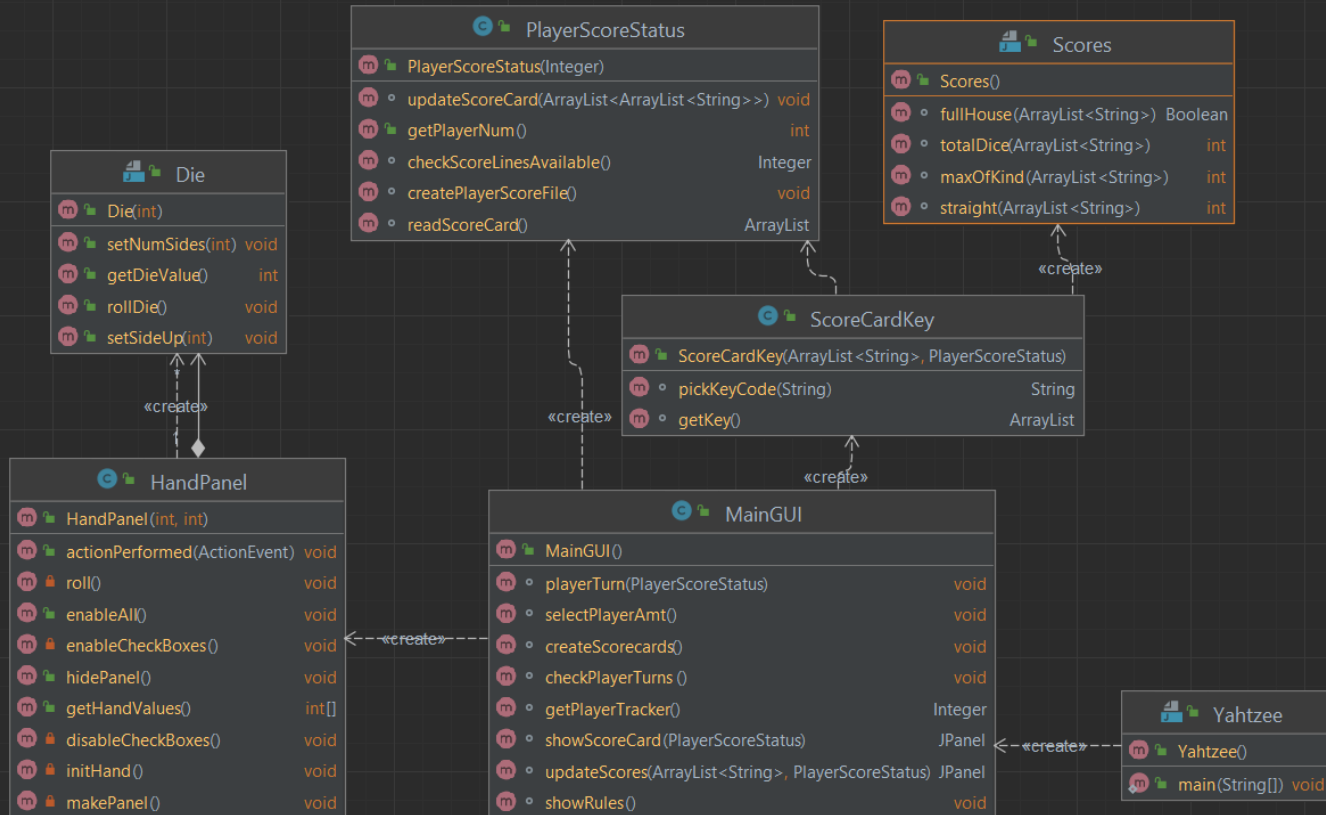 PlayerScoreStatus
PlayerScoreStatus(Integer)
updateScoreCard(ArrayList<ArrayList<String>>) void
getPlayerNum() int
checkScoreLinesAvailable() Integer
createPlayerScoreFile() void
readScoreCard() ArrayList
Scores
Scores()
fullHouse(ArrayList<String>) Boolean
totalDice(ArrayList<String>) int
maxOfKind(ArrayList<String>) int
straight(ArrayList<String>) int
Die
Die(int)
setNumSides(int) void
getDieValue() int
rollDie() void
setSideUp(int) void
«create»
«create»
ScoreCardKey
ScoreCardKey(ArrayList<String>, PlayerScoreStatus)
pickKeyCode(String) String
getKey() ArrayList
«create»
«create»
HandPanel
HandPanel(int, int)
actionPerformed(ActionEvent) void
roll() void
enableAll() void
enableCheckBoxes() void
hidePanel() void
getHandValues() int[]
disableCheckBoxes() void
initHand() void
makePanel() void
«create»
MainGUI
MainGUI()
playerTurn(PlayerScoreStatus) void
selectPlayerAmt() void
createScorecards() void
checkPlayerTurns() void
getPlayerTracker() Integer
showScoreCard(PlayerScoreStatus) JPanel
updateScores(ArrayList<String>, PlayerScoreStatus) JPanel
showRules() void
«create»
Yahtzee
Yahtzee()
main(String[]) void